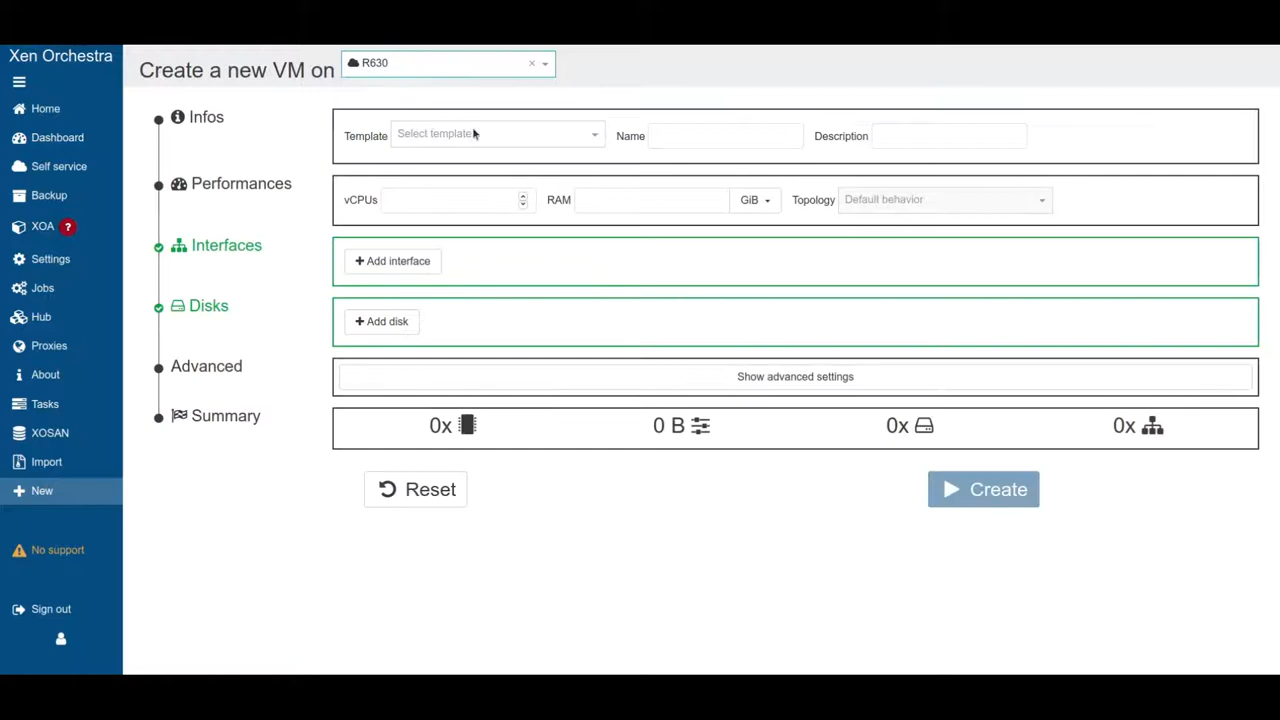 Xen Orchestra
Create a new VM on R630 ×
Home
Dashboard
Self service
Backup
XOA ?
Settings
Jobs
Hub
Proxies
About
Tasks
XOSAN
Import
New
No support
Sign out
Infos
Template Select template Name Description
Performances
vCPUs RAM GiB Topology Default behavior
Interfaces
+ Add interface
Disks
+ Add disk
Advanced
Show advanced settings
Summary
0x 0 B 0x 0x
Reset Create